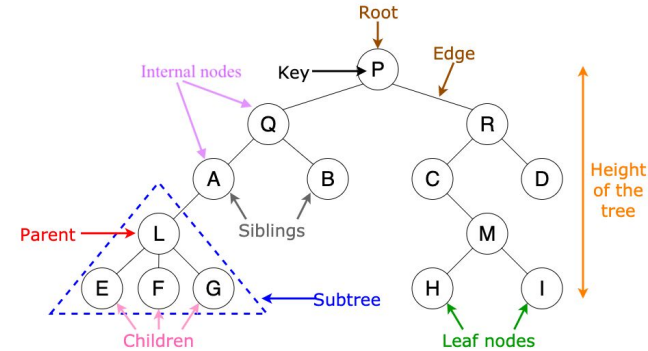 Root
Edge
Internal nodes
Key
P
Q
R
A
B
C
D
Height
of the
tree
Siblings
Parent
L
M
E
F
G
H
I
Subtree
Children
Leaf nodes